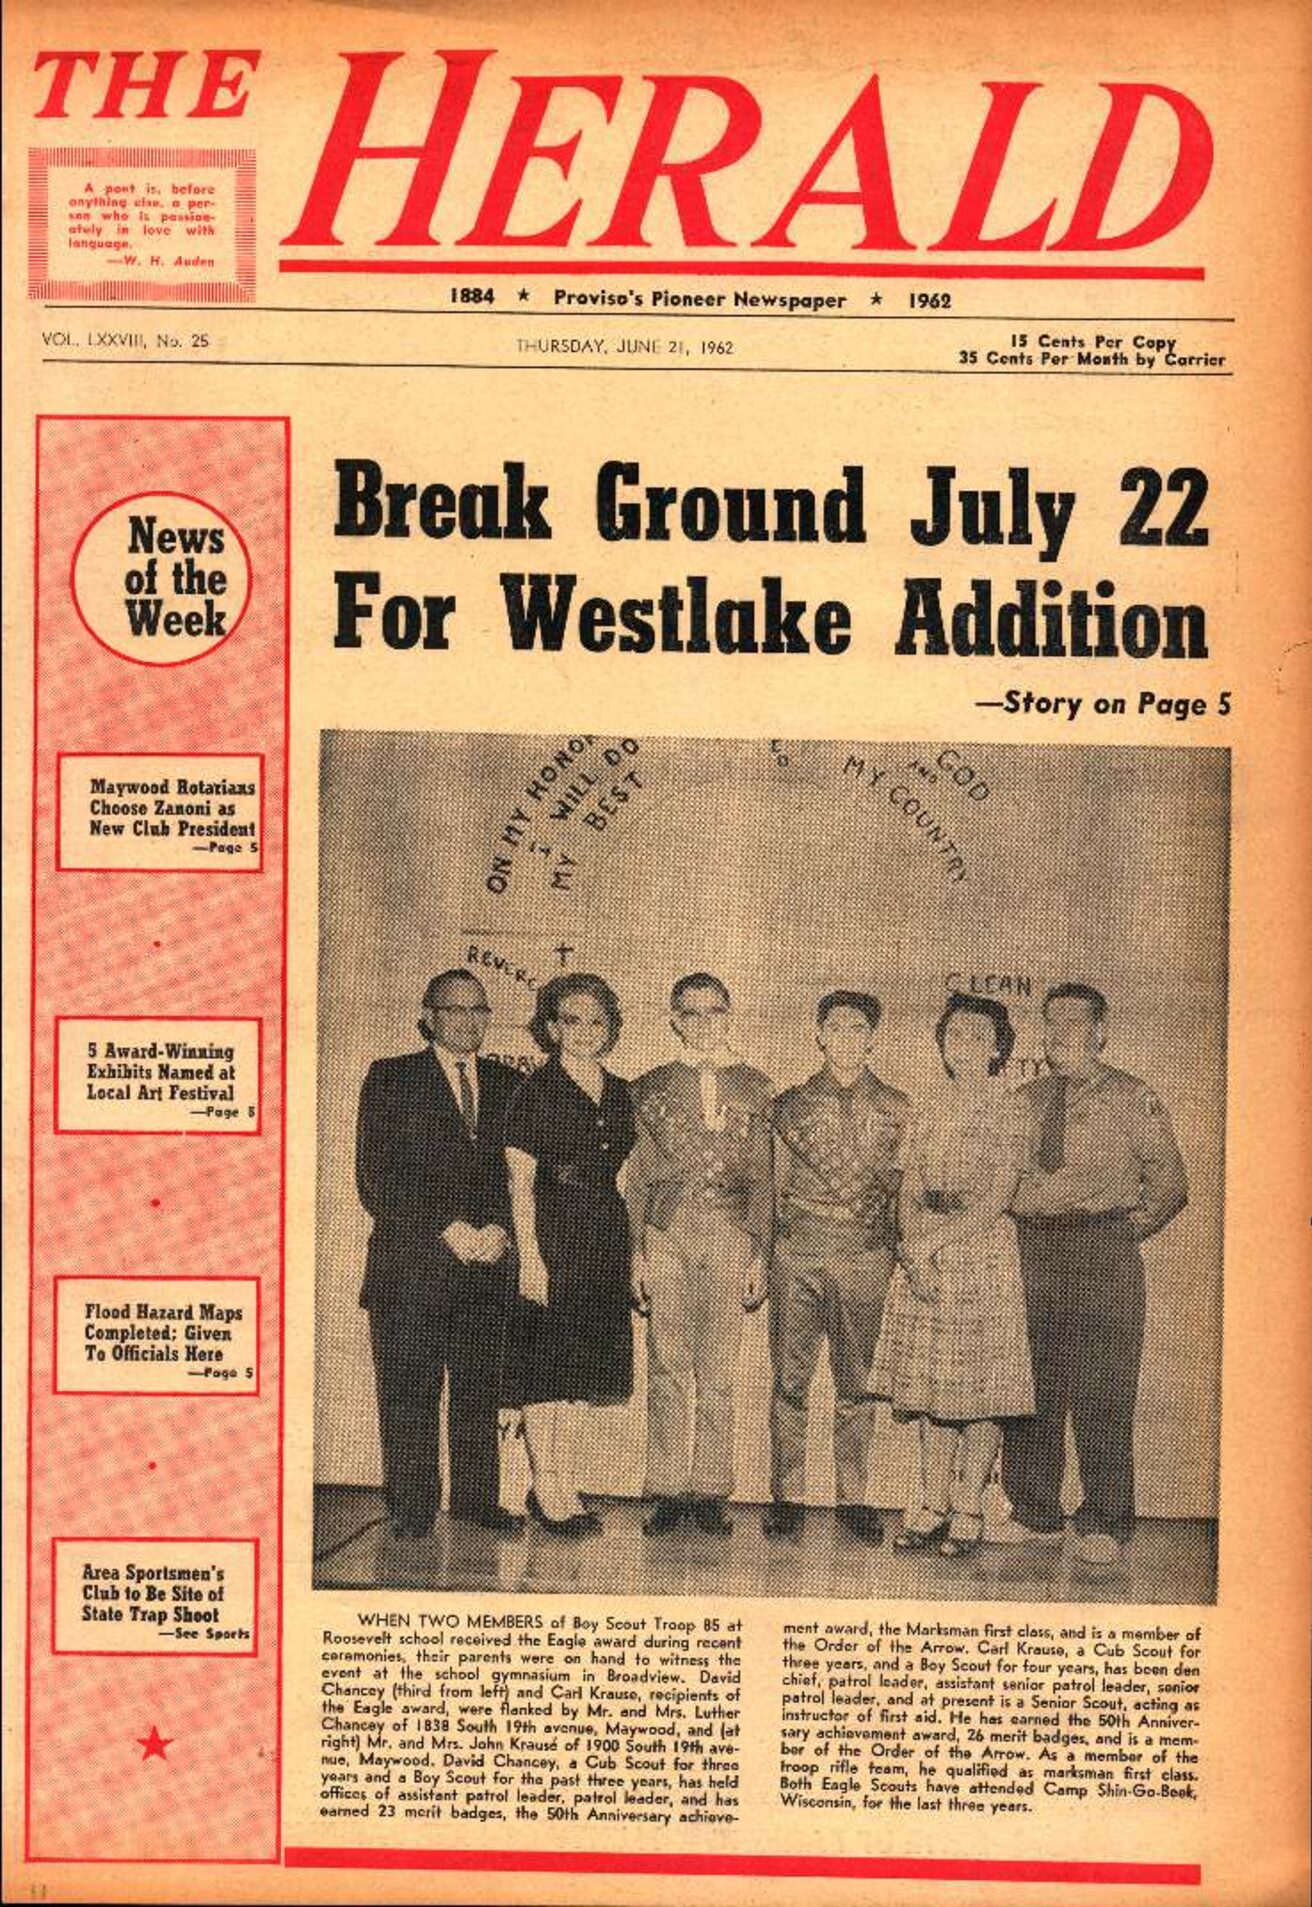 THE HERALD
A poet is, before
anything else, a per-
son who is passion-
ately in love with
language.
—W. H. Auden
1884 ★ Proviso's Pioneer Newspaper ★ 1962
VOL. LXXVIII, No. 25
THURSDAY, JUNE 21, 1962
15 Cents Per Copy
35 Cents Per Month by Carrier
News
of the
Week
Maywood Rotarians
Choose Zanoni as
New Club President
—Page 5
5 Award-Winning
Exhibits Named at
Local Art Festival
—Page 8
Flood Hazard Maps
Completed; Given
To Officials Here
—Page 5
Area Sportsmen's
Club to Be Site of
State Trap Shoot
—See Sports
Break Ground July 22
For Westlake Addition
—Story on Page 5
ON MY HONOR
I WILL DO
MY BEST
GOD
AND
MY COUNTRY
REVERE
CLEAN
TY
WHEN TWO MEMBERS of Boy Scout Troop 85 at
Roosevelt school received the Eagle award during recent
ceremonies, their parents were on hand to witness the
event at the school gymnasium in Broadview. David
Chancey (third from left) and Carl Krause, recipients of
the Eagle award, were flanked by Mr. and Mrs. Luther
Chancey of 1838 South 19th avenue, Maywood, and (at
right) Mr. and Mrs. John Krause of 1900 South 19th ave-
nue, Maywood. David Chancey, a Cub Scout for three
years and a Boy Scout for the past three years, has held
offices of assistant patrol leader, patrol leader, and has
earned 23 merit badges, the 50th Anniversary achieve-
ment award, the Marksman first class, and is a member of
the Order of the Arrow. Carl Krause, a Cub Scout for
three years, and a Boy Scout for four years, has been den
chief, patrol leader, assistant senior patrol leader, senior
patrol leader, and at present is a Senior Scout, acting as
instructor of first aid. He has earned the 50th Anniver-
sary achievement award, 26 merit badges, and is a mem-
ber of the Order of the Arrow. As a member of the
troop rifle team, he qualified as marksman first class.
Both Eagle Scouts have attended Camp Shin-Go-Beek,
Wisconsin, for the last three years.